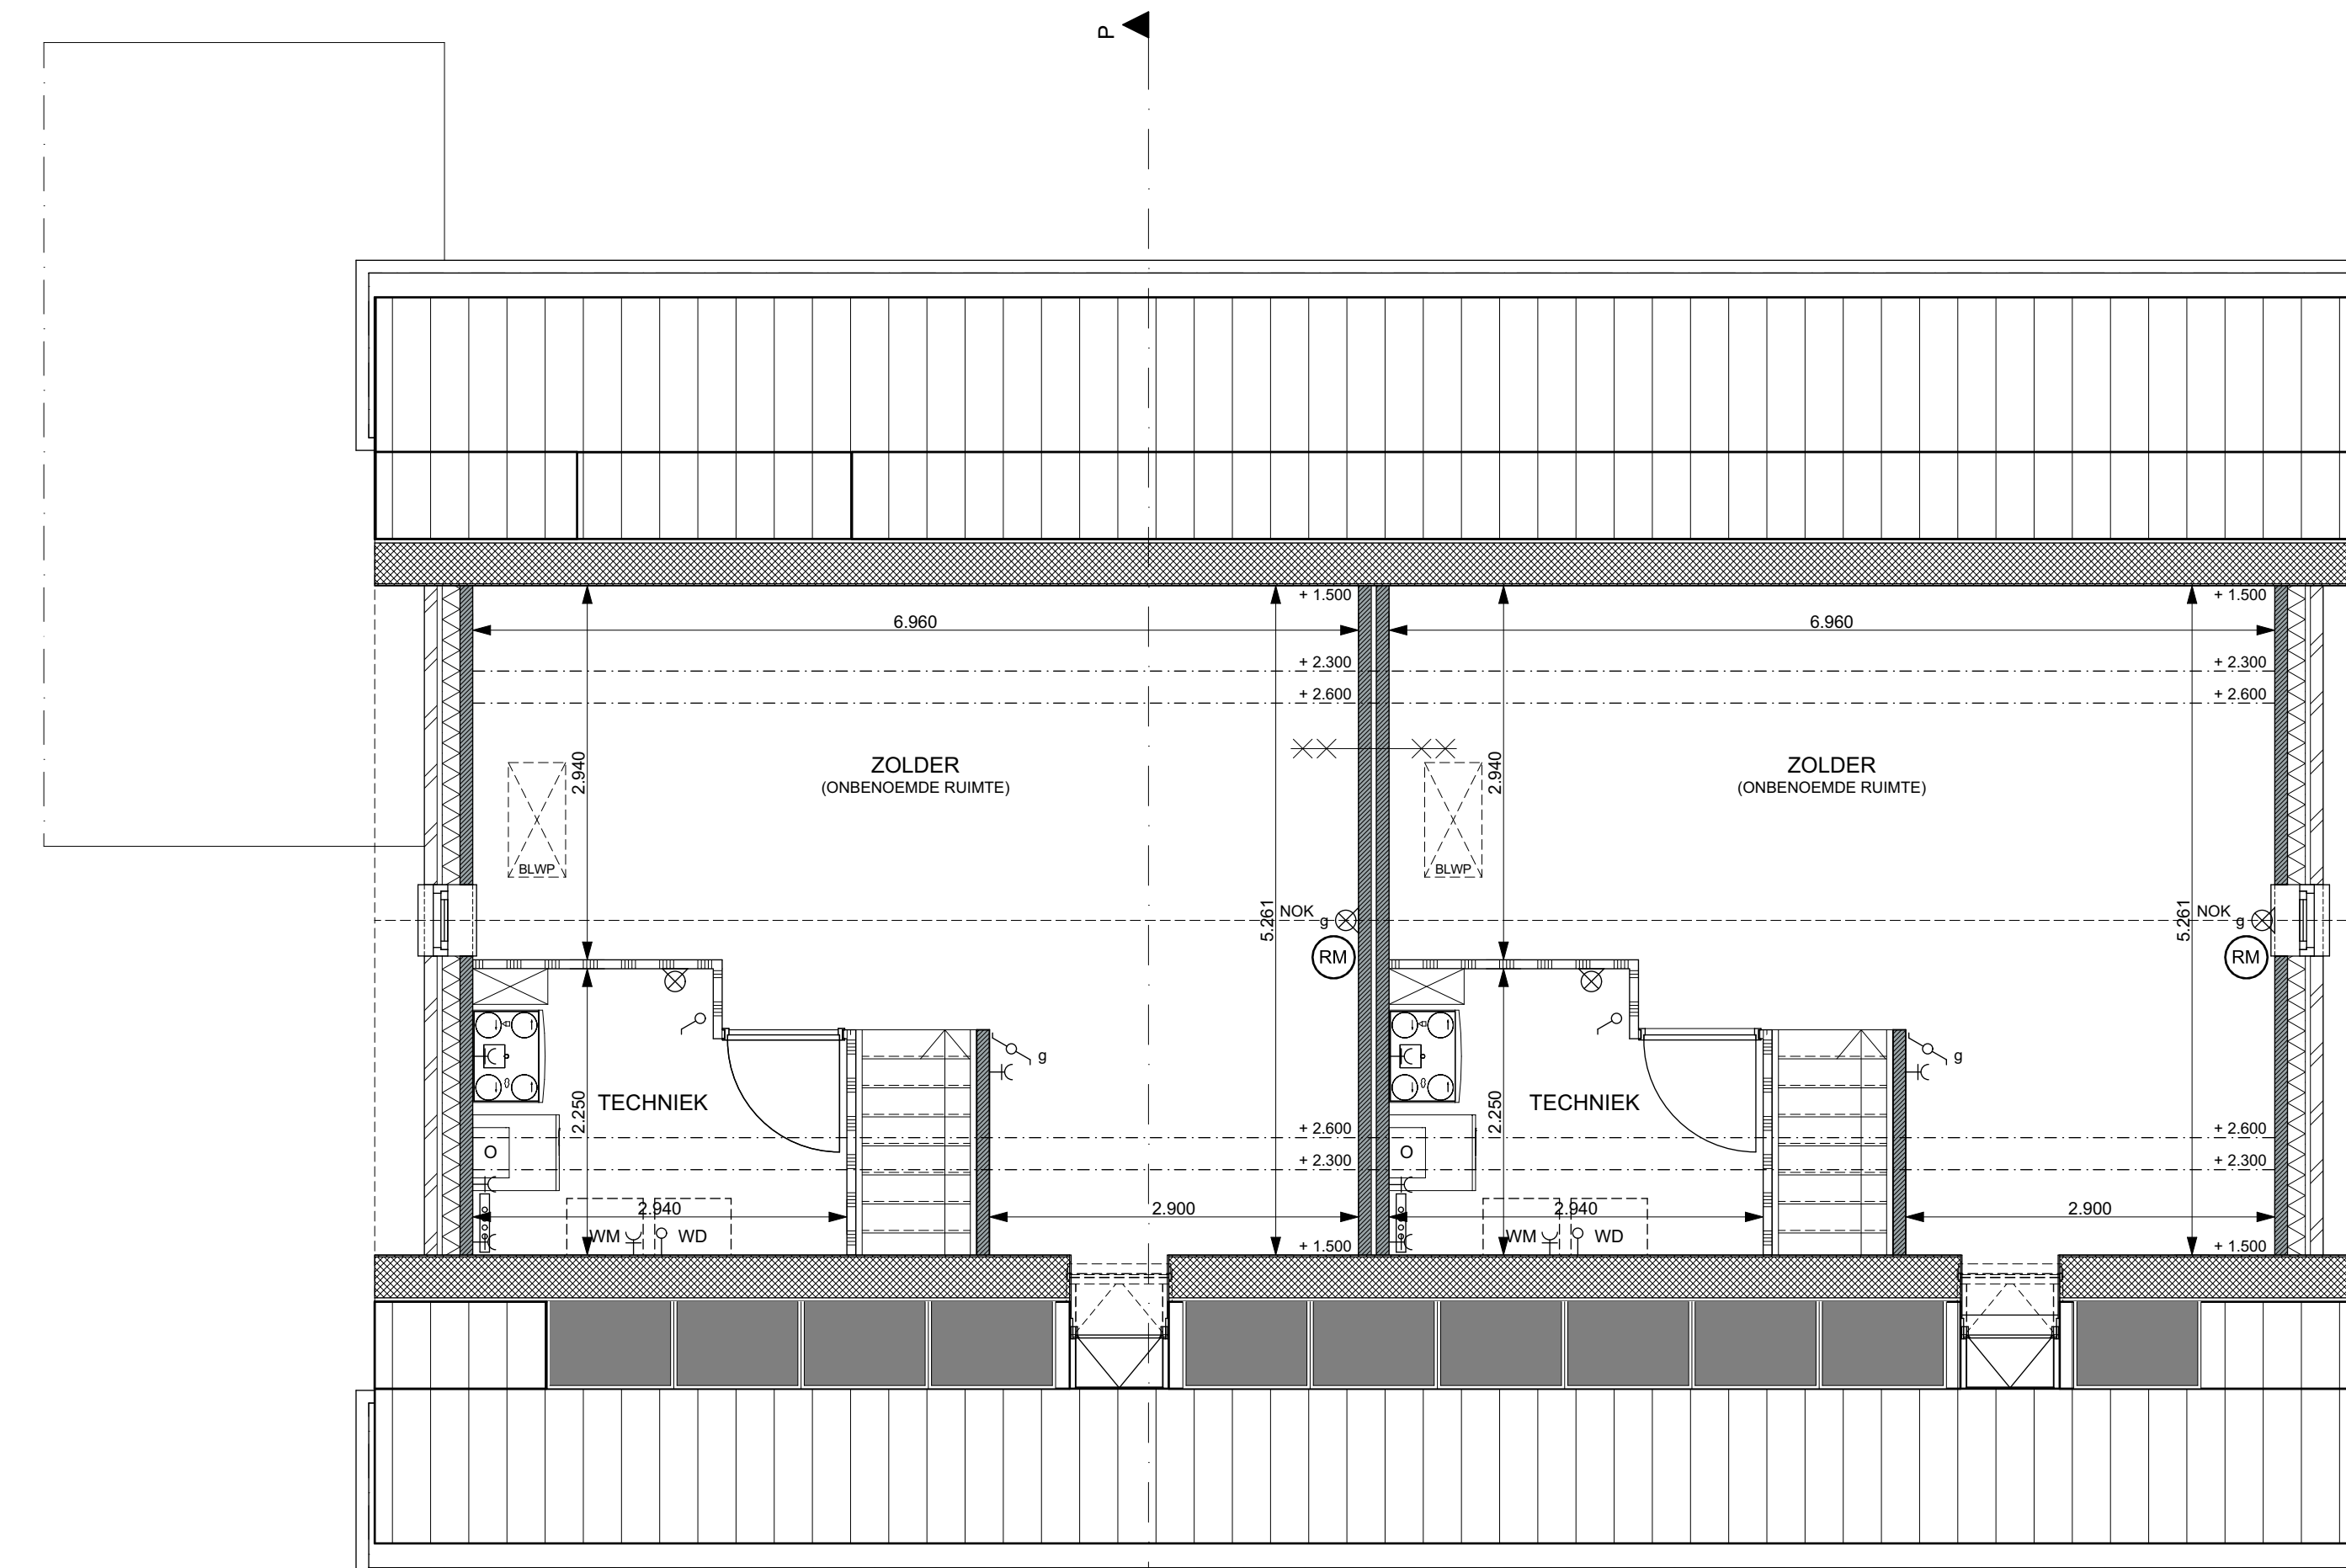 P
+ 1.500
+ 1.500
6.960
6.960
+ 2.300
+ 2.300
+ 2.600
+ 2.600
2.940
ZOLDER
(ONBENOEMDE RUIMTE)
2.940
ZOLDER
(ONBENOEMDE RUIMTE)
BLWP
BLWP
5.261
NOK
g
5.261
NOK
g
RM
RM
g
g
2.250
TECHNIEK
2.250
TECHNIEK
+ 2.600
+ 2.600
O
O
+ 2.300
+ 2.300
2.940
2.900
2.940
2.900
WM
WD
WM
WD
+ 1.500
+ 1.500